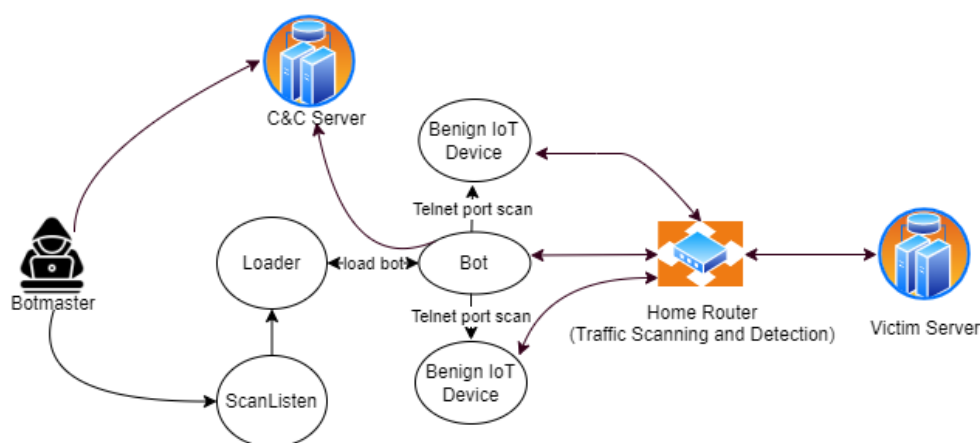 C&C Server
Benign IoT
Device
Telnet port scan
Loader
load bot
Bot
Botmaster
Telnet port scan
Home Router
(Traffic Scanning and Detection)
Victim Server
Benign IoT
Device
ScanListen